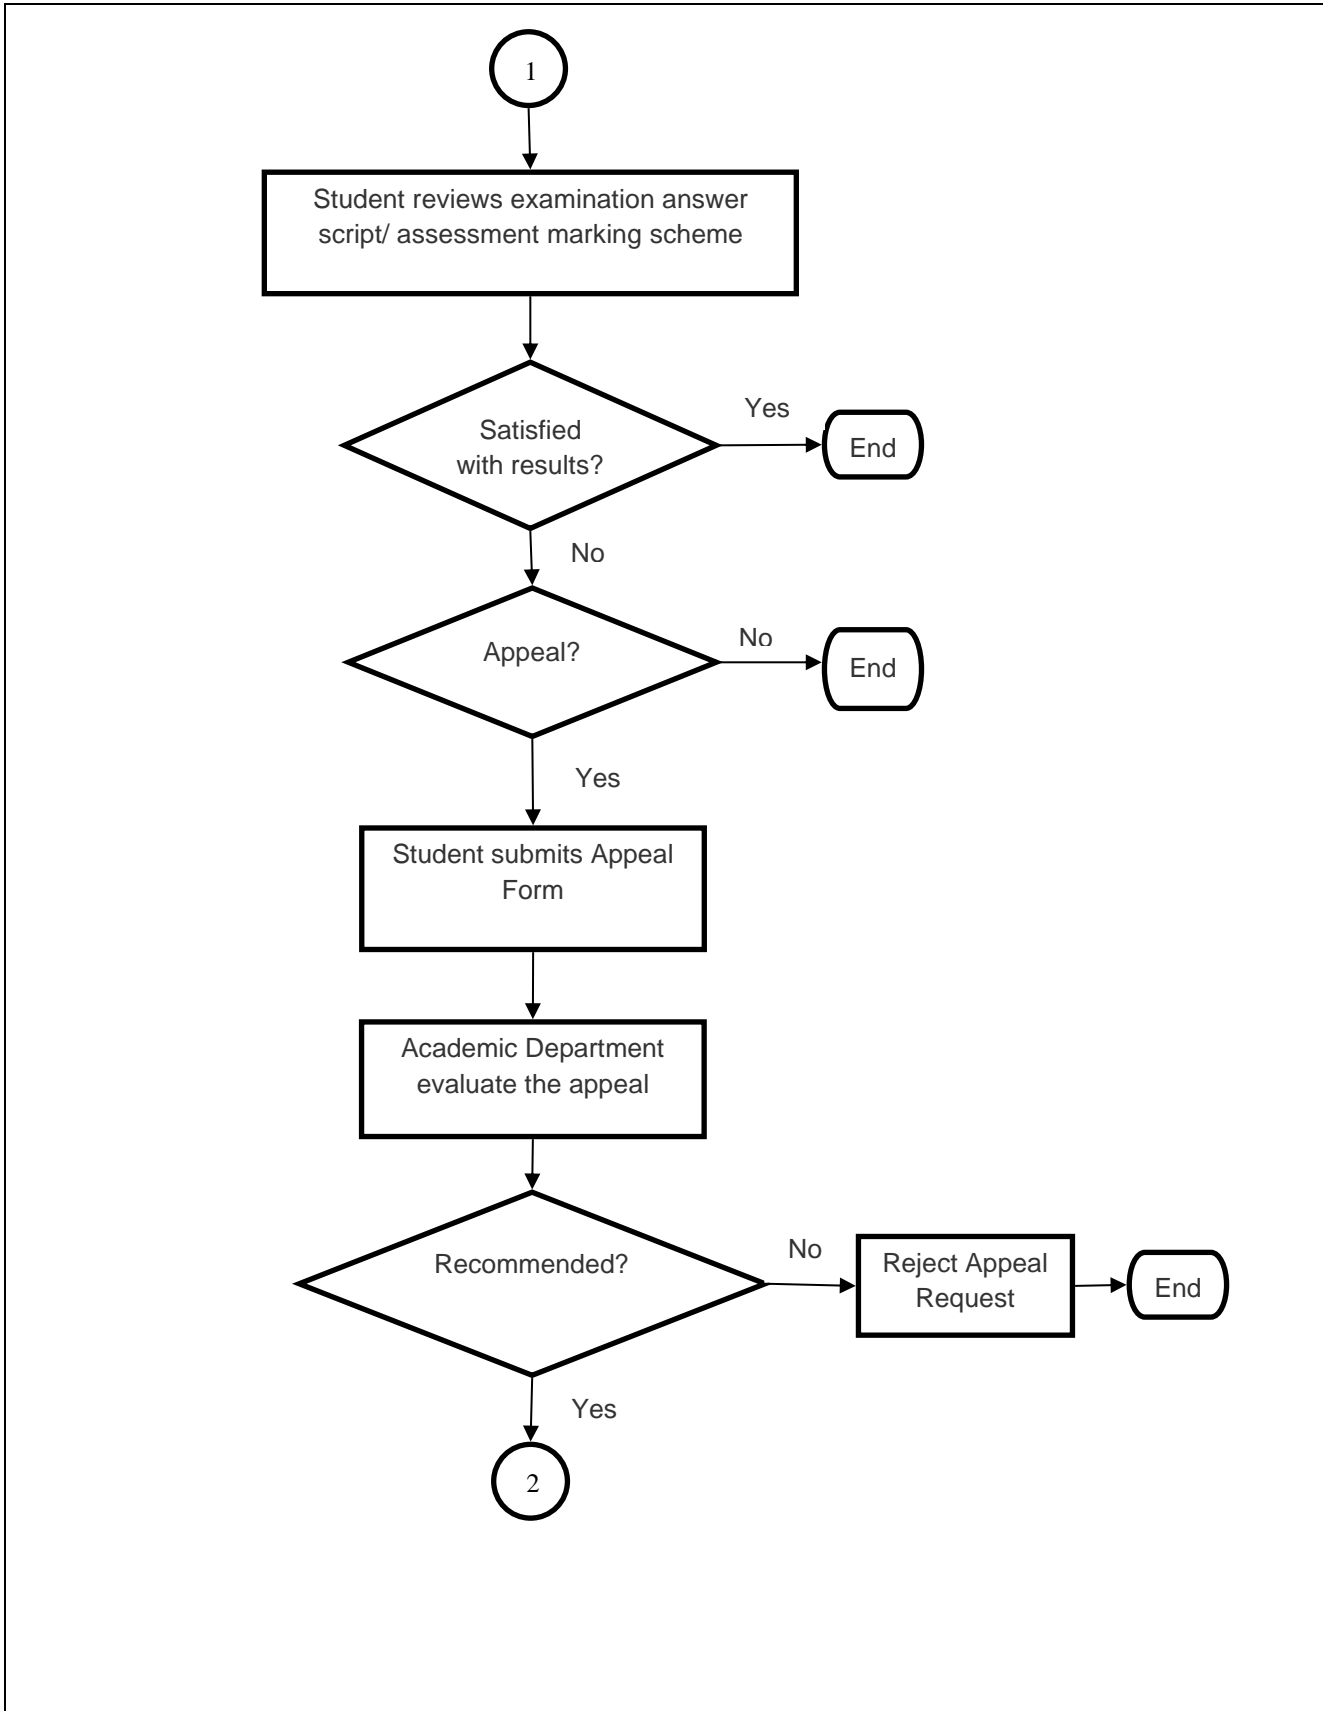 1
Student reviews examination answer
script/ assessment marking scheme
Satisfied
with results?
Yes
End
No
Appeal?
No
End
Yes
Student submits Appeal
Form
Academic Department
evaluate the appeal
Recommended?
No
Reject Appeal
Request
End
Yes
2